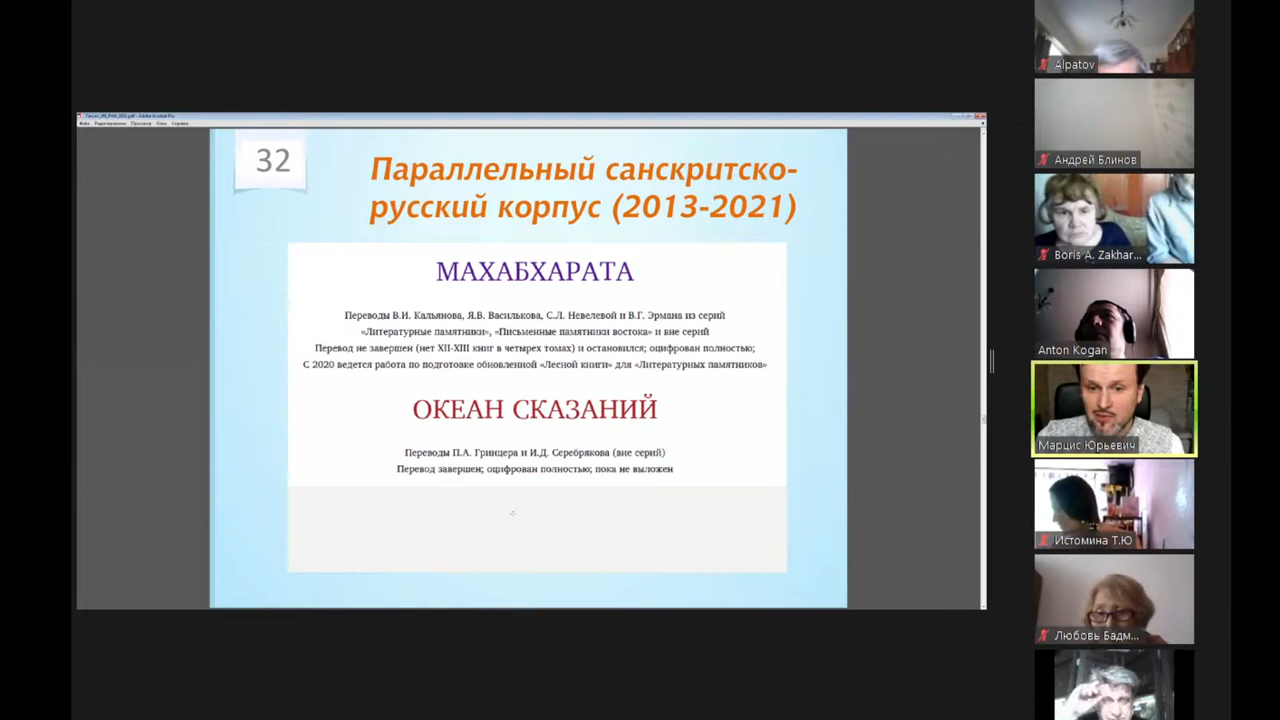 32
Параллельный санскритско-
русский корпус (2013-2021)
МАХАБХАРАТА
Переводы В.И. Кальянова, Я.В. Василькова, С.Л. Невелевой и В.Г. Эрмана из серий
«Литературные памятники», «Письменные памятники востока» и вне серий
Перевод не завершен (нет XII-XIII книг в четырех томах) и остановился; оцифрован полностью;
С 2020 ведется работа по подготовке обновленной «Лесной книги» для «Литературных памятников»
ОКЕАН СКАЗАНИЙ
Переводы П.А. Гринцера и И.Д. Серебрякова (вне серий)
Перевод завершен; оцифрован полностью; пока не выложен
Alpatov
Андрей Блинов
Boris A. Zakhar...
Anton Kogan
Марцис Юрьевич
Истомина Т.Ю
Любовь Бадм...